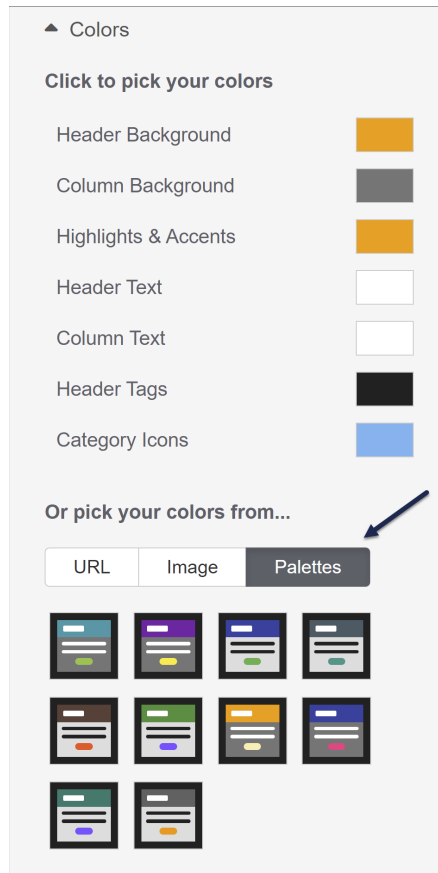 Colors
Click to pick your colors
Header Background
Column Background
Highlights & Accents
Header Text
Column Text
Header Tags
Category Icons
Or pick your colors from...
URL Image Palettes